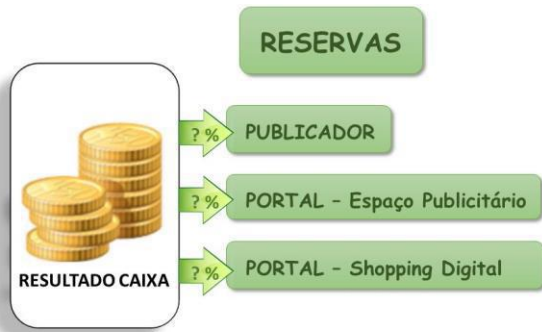 RESERVAS
? %
PUBLICADOR
? %
PORTAL – Espaço Publicitário
? %
PORTAL – Shopping Digital
RESULTADO CAIXA